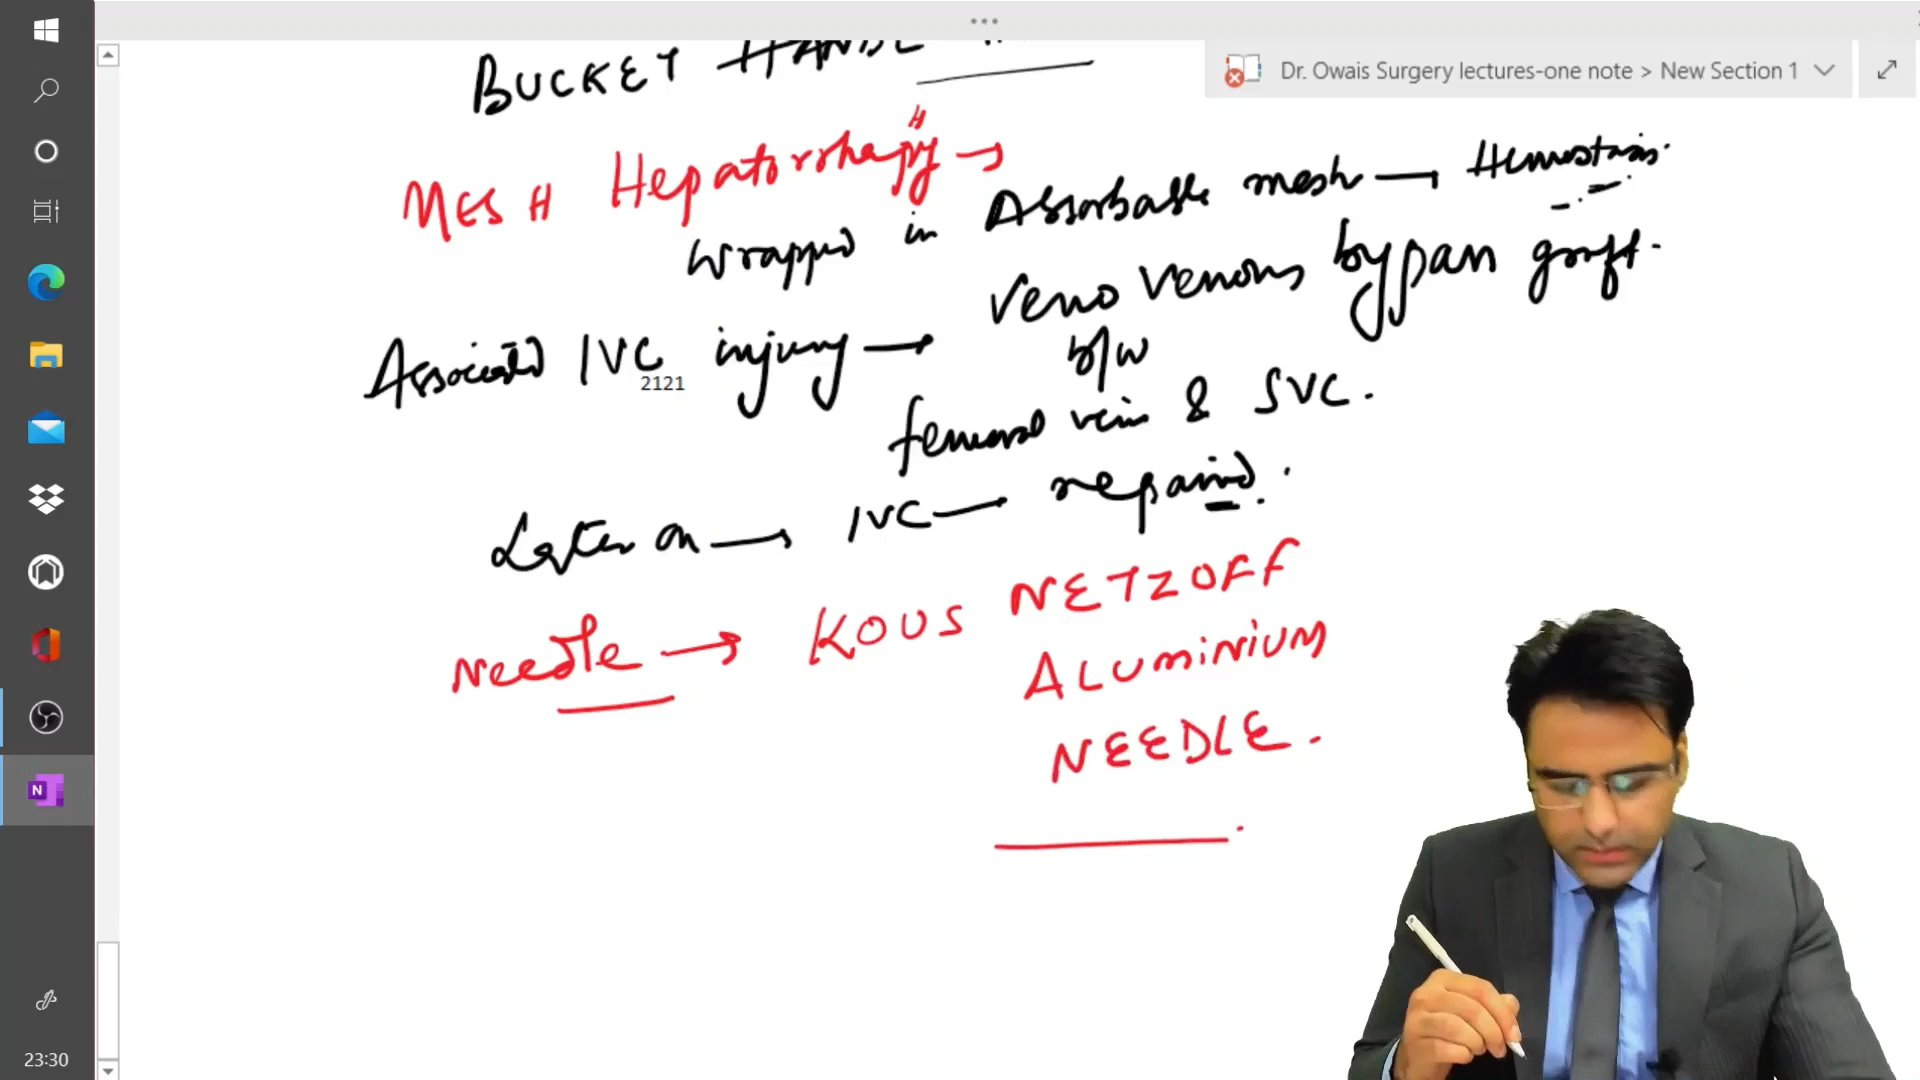 Dr. Owais Surgery lectures-one note > New Section 1
BUCKET HANDL
MESH Hepatorrhapy →
H
wrapped in Absorbable mesh → Hemostasis.
Associated IVC injury → Veno venous bypass graft.
2121
b/w
femoral vein & SVC.
Later on → IVC → repaired.
Needle → KOUS NETZOFF
ALUMINIUM
NEEDLE.
N
23:30